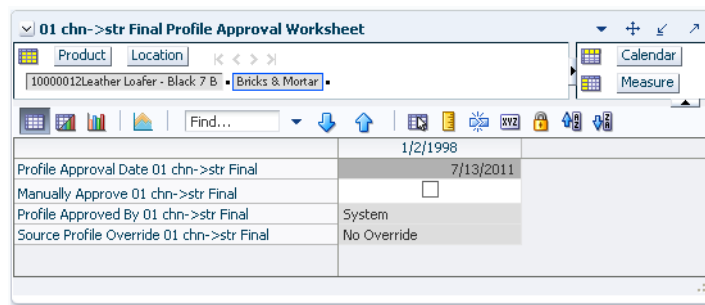 01 chn->str Final Profile Approval Worksheet
Product Location Calendar
10000012Leather Loafer - Black 7 B Bricks & Mortar Measure
Find... XYZ
1/2/1998
Profile Approval Date 01 chn->str Final 7/13/2011
Manually Approve 01 chn->str Final
Profile Approved By 01 chn->str Final System
Source Profile Override 01 chn->str Final No Override